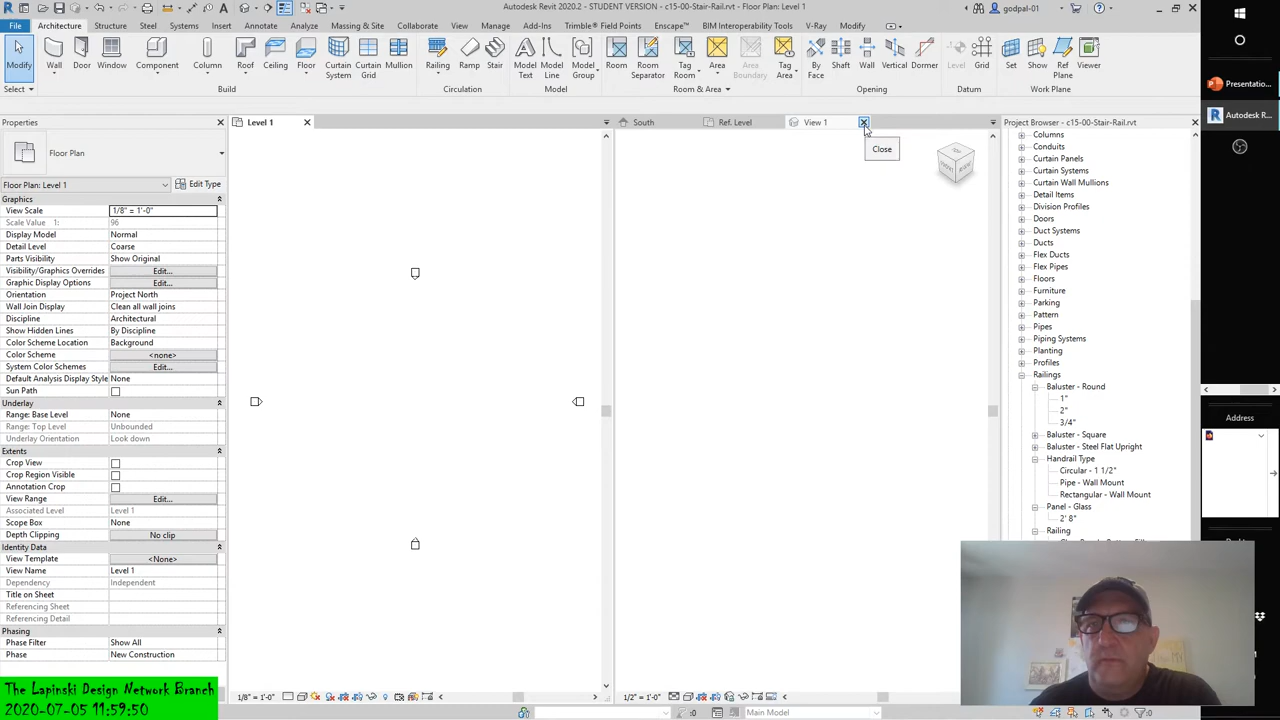 Autodesk Revit 2020.2 - STUDENT VERSION - c15-00-Stair-Rail.rvt - Floor Plan: Level 1
godpal-01
File Architecture Structure Steel Systems Insert Annotate Analyze Massing & Site Collaborate View Manage Add-Ins Trimble® Field Points Enscape™ BIM Interoperability Tools V-Ray Modify
Modify Wall Door Window Component Column Roof Ceiling Floor Curtain System Curtain Grid Mullion Railing Ramp Stair Model Text Model Line Model Group Room Room Separator Tag Room Area Area Boundary Tag Area By Face Shaft Wall Vertical Dormer Level Grid Set Show Ref Plane Viewer
Select Build Circulation Model Room & Area Opening Datum Work Plane
Properties
Level 1
South
Ref. Level
View 1
Close
Project Browser - c15-00-Stair-Rail.rvt
Floor Plan
Floor Plan: Level 1 Edit Type
Graphics
View Scale 1/8" = 1'-0"
Scale Value 1: 96
Display Model Normal
Detail Level Coarse
Parts Visibility Show Original
Visibility/Graphics Overrides Edit...
Graphic Display Options Edit...
Orientation Project North
Wall Join Display Clean all wall joins
Discipline Architectural
Show Hidden Lines By Discipline
Color Scheme Location Background
Color Scheme <none>
System Color Schemes Edit...
Default Analysis Display Style None
Sun Path
Underlay
Range: Base Level None
Range: Top Level Unbounded
Underlay Orientation Look down
Extents
Crop View
Crop Region Visible
Annotation Crop
View Range Edit...
Associated Level Level 1
Scope Box None
Depth Clipping No clip
Identity Data
View Template <None>
View Name Level 1
Dependency Independent
Title on Sheet
Referencing Sheet
Referencing Detail
Phasing
Phase Filter Show All
Phase New Construction
The Lapinski Design Network Branch
2020-07-05 11:59:50
1/8" = 1'-0"
1/2" = 1'-0"
:0
Main Model
:0
Columns
Conduits
Curtain Panels
Curtain Systems
Curtain Wall Mullions
Detail Items
Division Profiles
Doors
Duct Systems
Ducts
Flex Ducts
Flex Pipes
Floors
Furniture
Parking
Pattern
Pipes
Piping Systems
Planting
Profiles
Railings
Baluster - Round
1"
2"
3/4"
Baluster - Square
Baluster - Steel Flat Upright
Handrail Type
Circular - 1 1/2"
Pipe - Wall Mount
Rectangular - Wall Mount
Panel - Glass
2' 8"
Railing
Presentatio...
Autodesk R...
Address